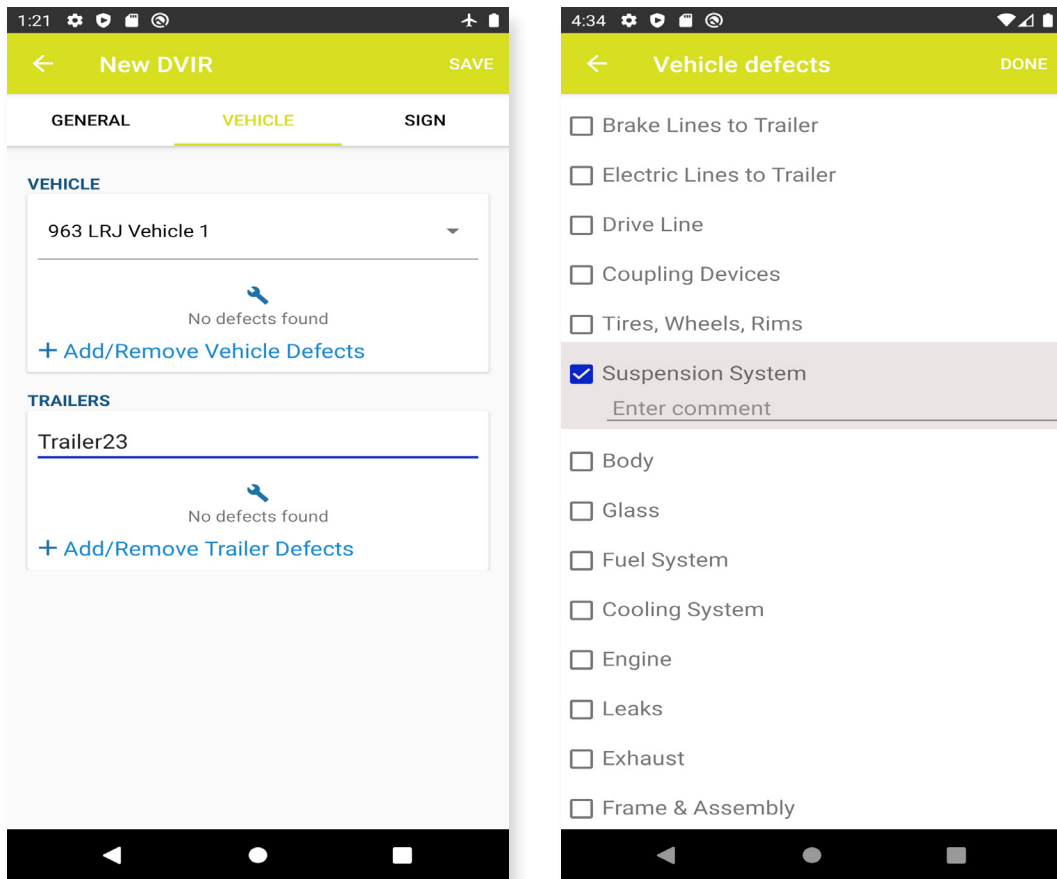 1:21
New DVIR
SAVE
GENERAL VEHICLE SIGN
VEHICLE
963 LRJ Vehicle 1
No defects found
+ Add/Remove Vehicle Defects
TRAILERS
Trailer23
No defects found
+ Add/Remove Trailer Defects
4:34
Vehicle defects
DONE
Brake Lines to Trailer
Electric Lines to Trailer
Drive Line
Coupling Devices
Tires, Wheels, Rims
Suspension System
Enter comment
Body
Glass
Fuel System
Cooling System
Engine
Leaks
Exhaust
Frame & Assembly